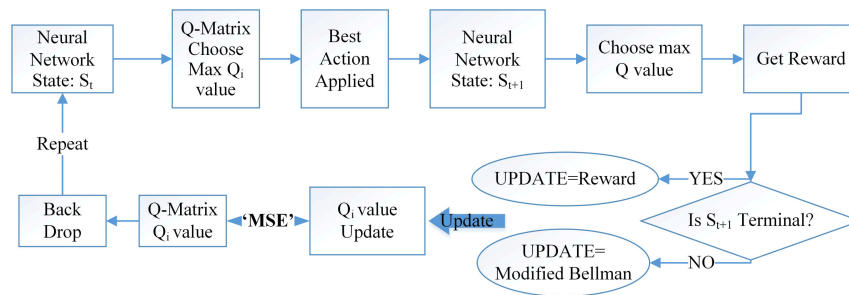 Neural
Network
State: St
Q-Matrix
Choose
Max Qi
value
Best
Action
Applied
Neural
Network
State: St+1
Choose max
Q value
Get Reward
Repeat
UPDATE=Reward
YES
Back
Drop
Q-Matrix
Qi value
‘MSE’
Qi value
Update
Update
Is St+1 Terminal?
UPDATE=
Modified Bellman
NO